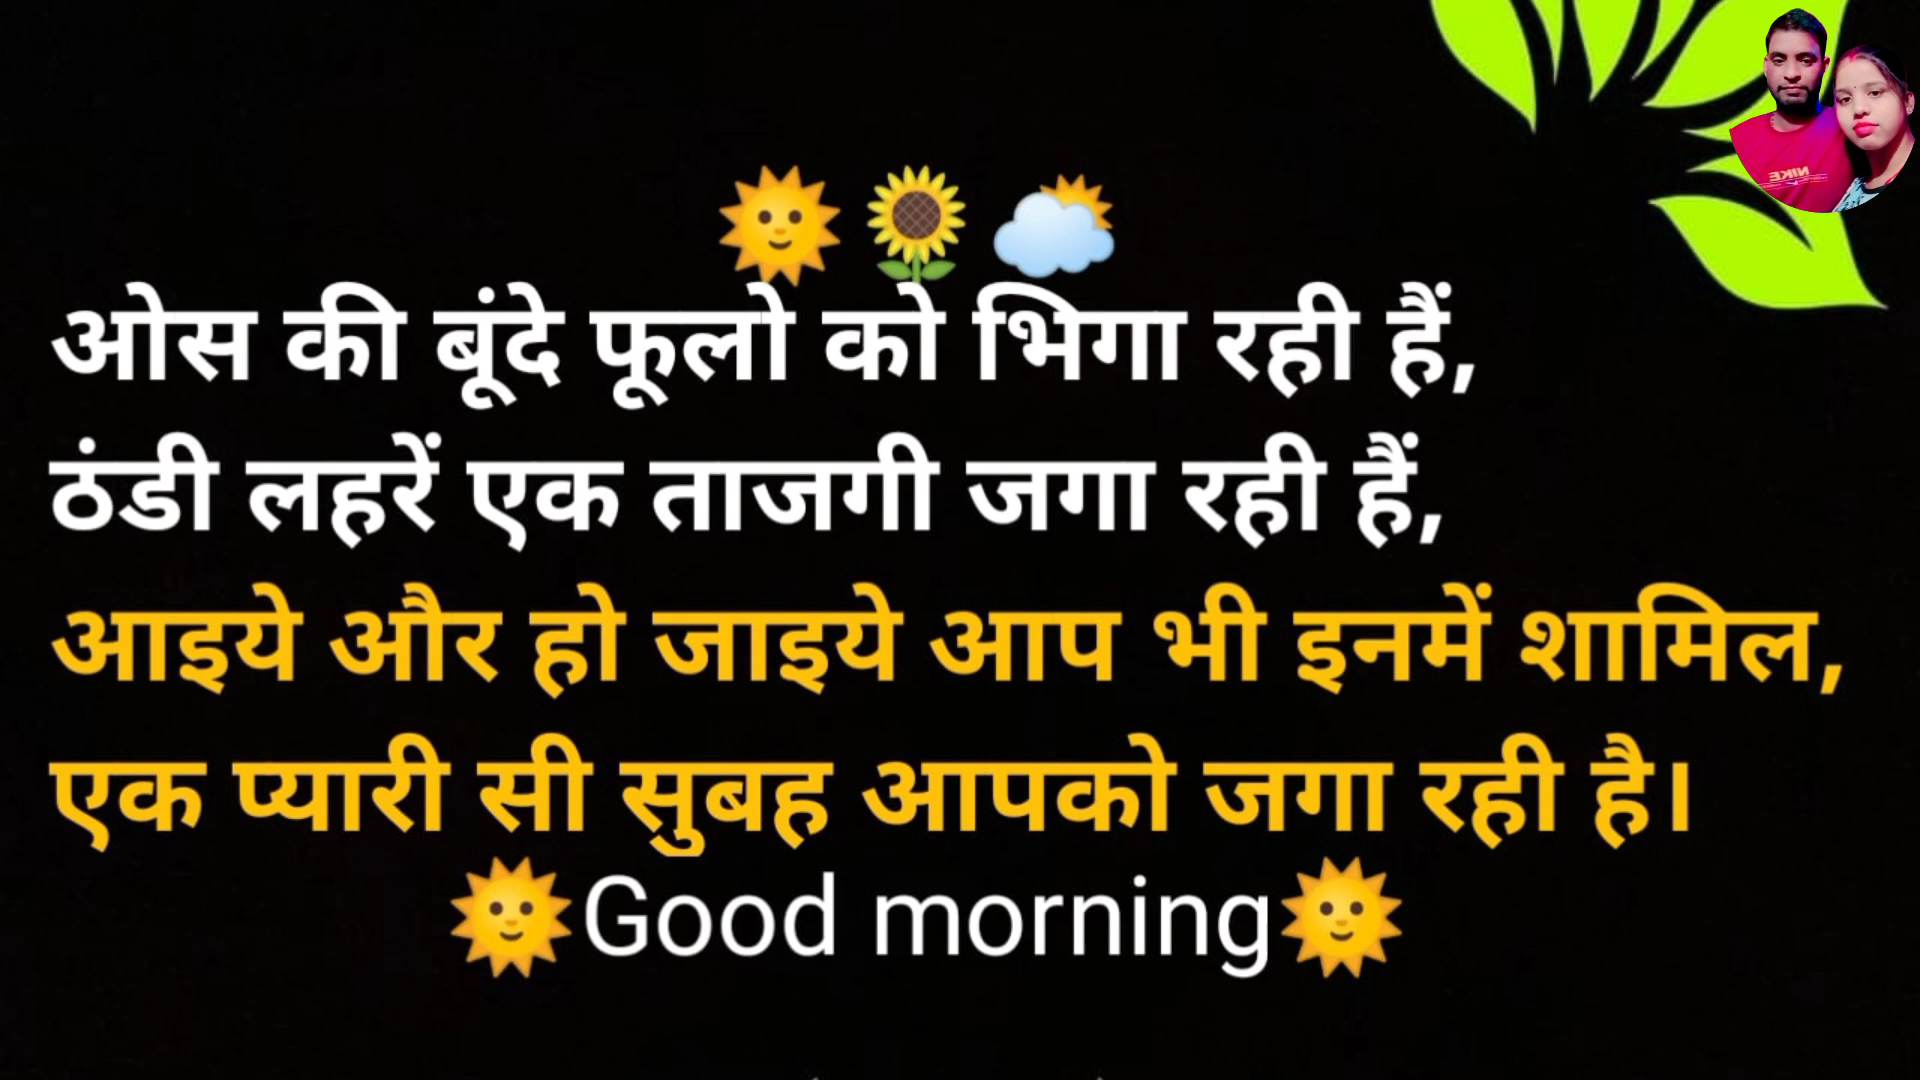 🌞🌻🌥️
ओस की बूंदे फूलो को भिगा रही हैं,
ठंडी लहरें एक ताजगी जगा रही हैं,
आइये और हो जाइये आप भी इनमें शामिल,
एक प्यारी सी सुबह आपको जगा रही है।
🌞Good morning🌞
NIKE